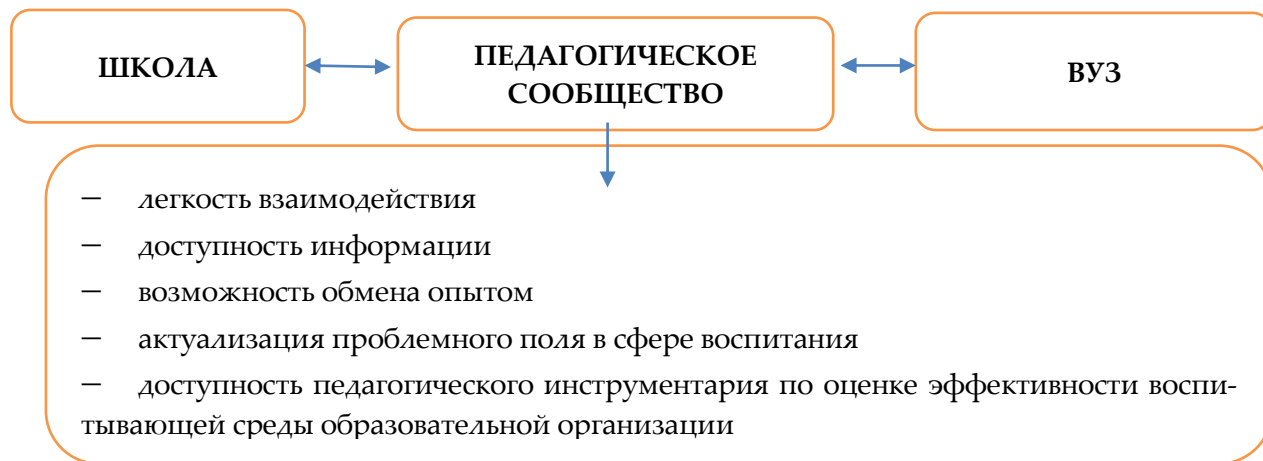 ШКОЛА
ПЕДАГОГИЧЕСКОЕ
СООБЩЕСТВО
ВУЗ
— легкость взаимодействия
— доступность информации
— возможность обмена опытом
— актуализация проблемного поля в сфере воспитания
— доступность педагогического инструментария по оценке эффективности воспи-
тывающей среды образовательной организации